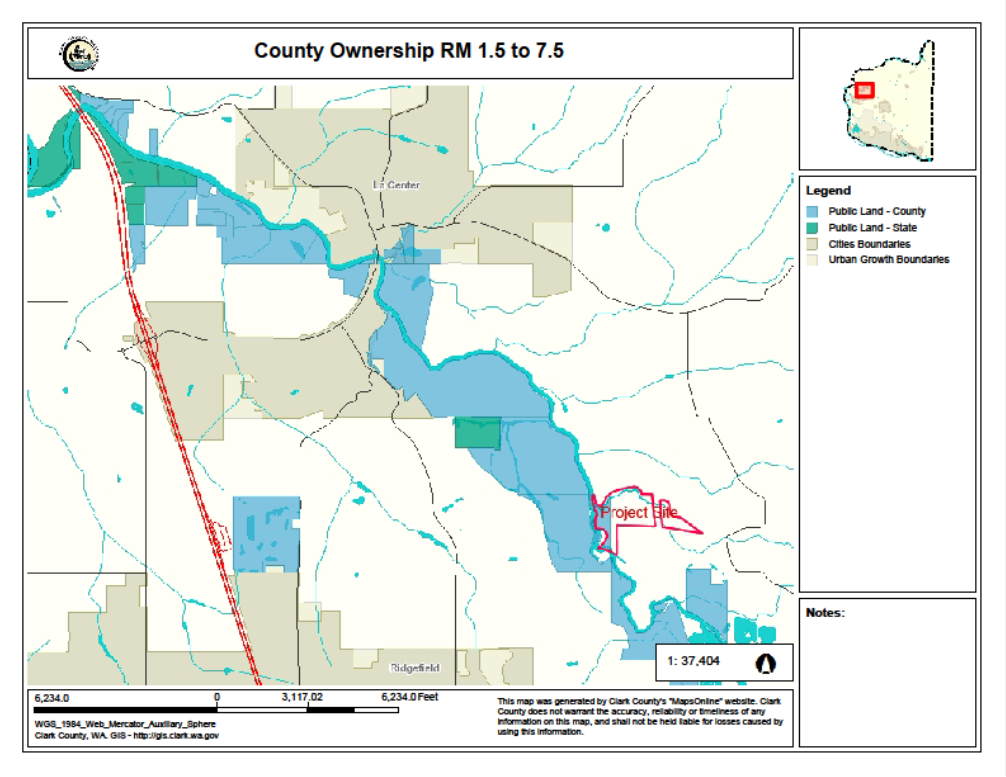 County Ownership RM 1.5 to 7.5
La Center
Project Site
Ridgefield
1: 37,404
Legend
Public Land - County
Public Land - State
Cities Boundaries
Urban Growth Boundaries
Notes:
6,234.0
0
3,117.02
6,234.0 Feet
WGS_1984_Web_Mercator_Auxiliary_Sphere
Clark County, WA. GIS - http://gis.clark.wa.gov
This map was generated by Clark County's "MapsOnline" website. Clark
County does not warrant the accuracy, reliability or timeliness of any
information on this map, and shall not be held liable for losses caused by
using this information.